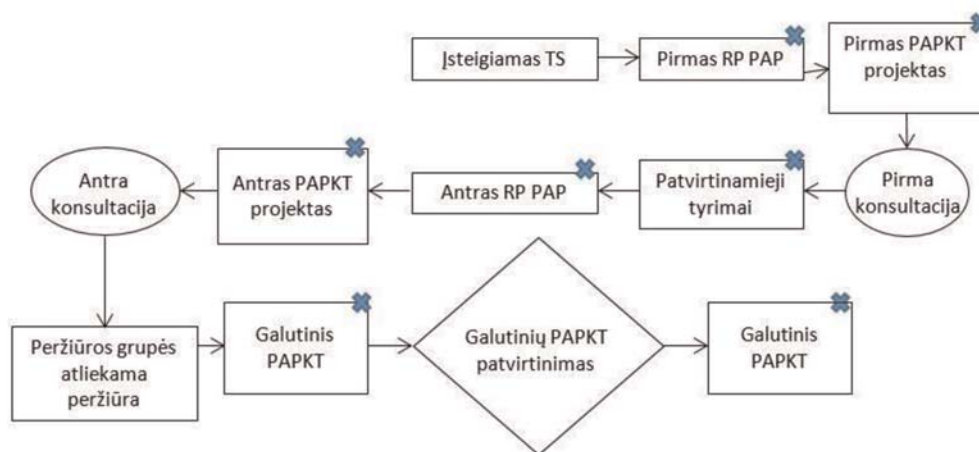 Įsteigiamas TS
Pirmas RP PAP
Pirmas PAPKT
projektas
Pirma
konsultacija
Patvirtinamieji
tyrimai
Antras RP PAP
Antras PAPKT
projektas
Antra
konsultacija
Peržiūros grupės
atliekama
peržiūra
Galutinis
PAPKT
Galutinių PAPKT
patvirtinimas
Galutinis
PAPKT